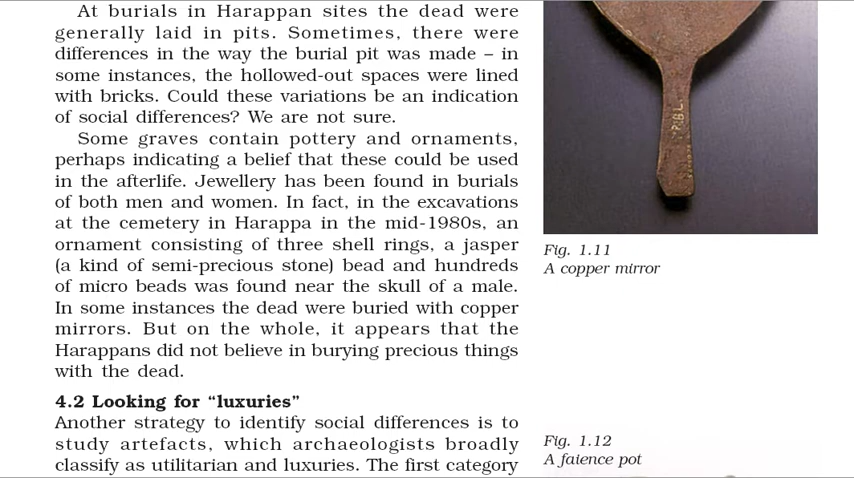 At burials in Harappan sites the dead were
generally laid in pits. Sometimes, there were
differences in the way the burial pit was made – in
some instances, the hollowed-out spaces were lined
with bricks. Could these variations be an indication
of social differences? We are not sure.
Some graves contain pottery and ornaments,
perhaps indicating a belief that these could be used
in the afterlife. Jewellery has been found in burials
of both men and women. In fact, in the excavations
at the cemetery in Harappa in the mid-1980s, an
ornament consisting of three shell rings, a jasper
(a kind of semi-precious stone) bead and hundreds
of micro beads was found near the skull of a male.
In some instances the dead were buried with copper
mirrors. But on the whole, it appears that the
Harappans did not believe in burying precious things
with the dead.
4.2 Looking for “luxuries”
Another strategy to identify social differences is to
study artefacts, which archaeologists broadly
classify as utilitarian and luxuries. The first category
Fig. 1.11
A copper mirror
Fig. 1.12
A faience pot